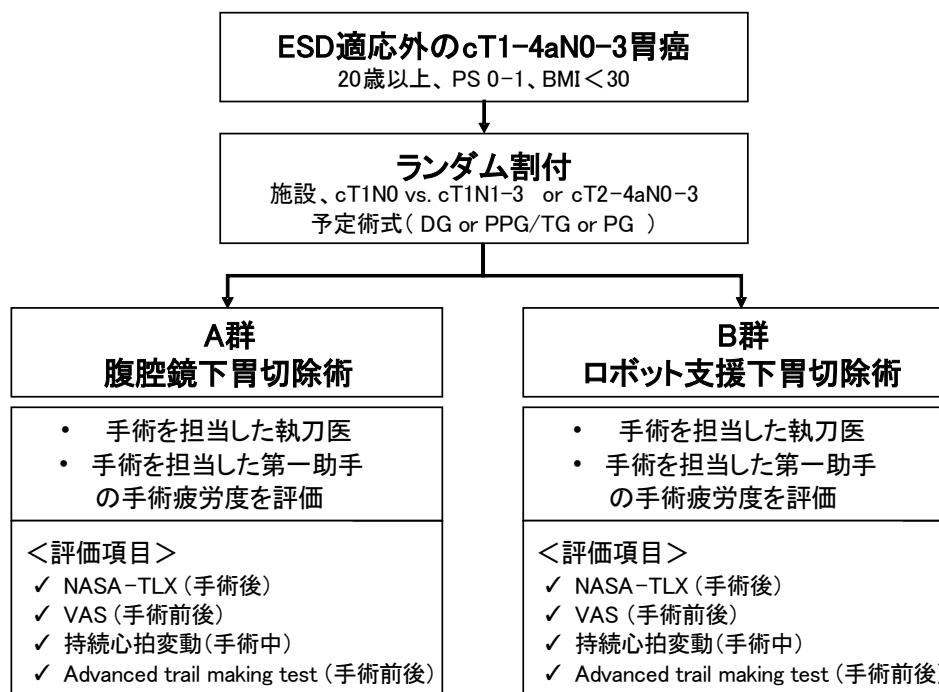 ESD適応外のcT1-4aN0-3胃癌
20歳以上、PS 0-1、BMI＜30
ランダム割付
施設、cT1N0 vs. cT1N1-3 or cT2-4aN0-3
予定術式( DG or PPG/TG or PG )
A群
腹腔鏡下胃切除術
• 手術を担当した執刀医
• 手術を担当した第一助手
の手術疲労度を評価
＜評価項目＞
✓ NASA-TLX (手術後)
✓ VAS (手術前後)
✓ 持続心拍変動(手術中)
✓ Advanced trail making test (手術前後)
B群
ロボット支援下胃切除術
• 手術を担当した執刀医
• 手術を担当した第一助手
の手術疲労度を評価
＜評価項目＞
✓ NASA-TLX (手術後)
✓ VAS (手術前後)
✓ 持続心拍変動(手術中)
✓ Advanced trail making test (手術前後)